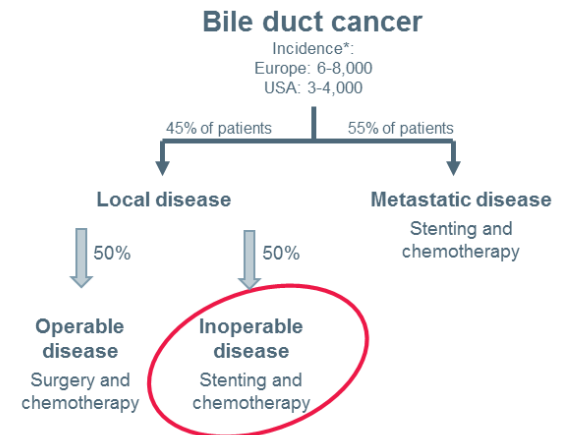 Bile duct cancer
Incidence*:
Europe: 6-8,000
USA: 3-4,000
45% of patients
55% of patients
Local disease
Metastatic disease
Stenting and
chemotherapy
50%
50%
Operable
disease
Surgery and
chemotherapy
Inoperable
disease
Stenting and
chemotherapy